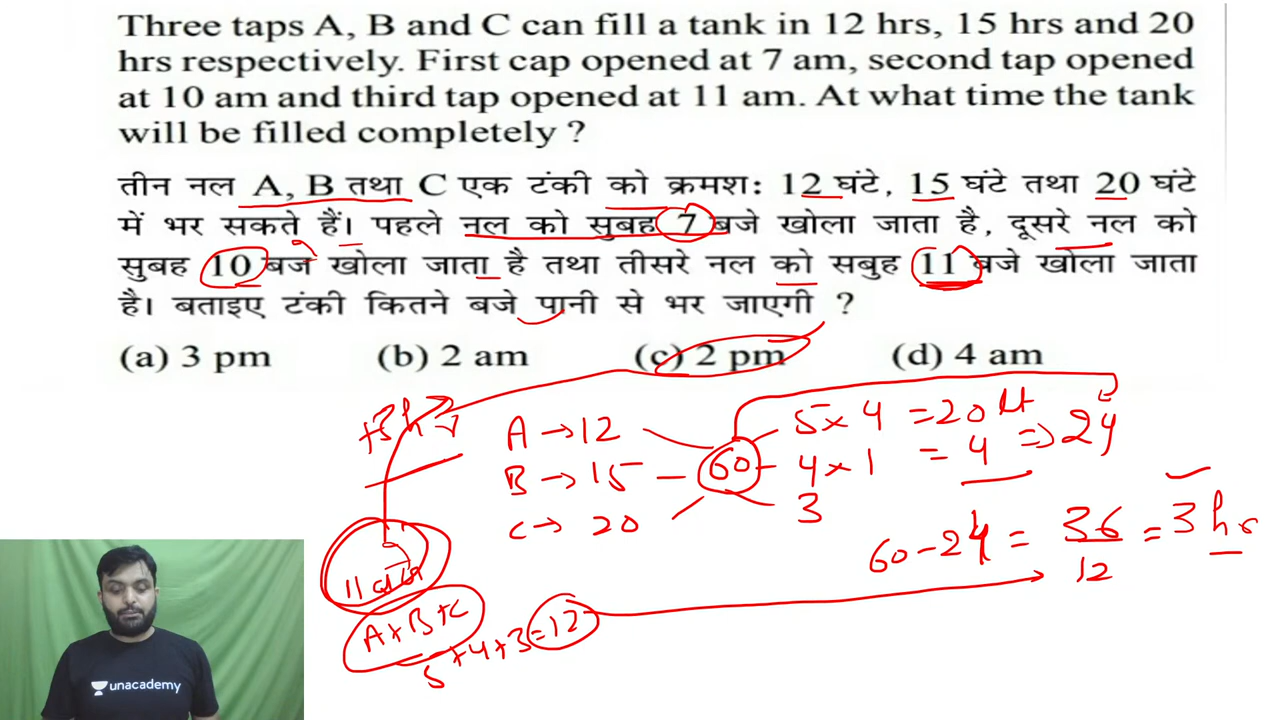 Three taps A, B and C can fill a tank in 12 hrs, 15 hrs and 20
hrs respectively. First cap opened at 7 am, second tap opened
at 10 am and third tap opened at 11 am. At what time the tank
will be filled completely ?
तीन नल A, B तथा C एक टंकी को क्रमश: 12 घंटे, 15 घंटे तथा 20 घंटे
में भर सकते हैं। पहले नल को सुबह 7 बजे खोला जाता है, दूसरे नल को
सुबह 10 बजे खोला जाता है तथा तीसरे नल को सबुह 11 बजे खोला जाता
है। बताइए टंकी कितने बजे पानी से भर जाएगी ?
(a) 3 pm (b) 2 am (c) 2 pm (d) 4 am
A → 12
B → 15
C → 20
60
5 × 4 = 20 lt
4 × 1 = 4 ⇒ 24
3
60 - 24 = 36/12 = 3 hr
11 बजे
A + B + C
5 + 4 + 3 = 12
unacademy